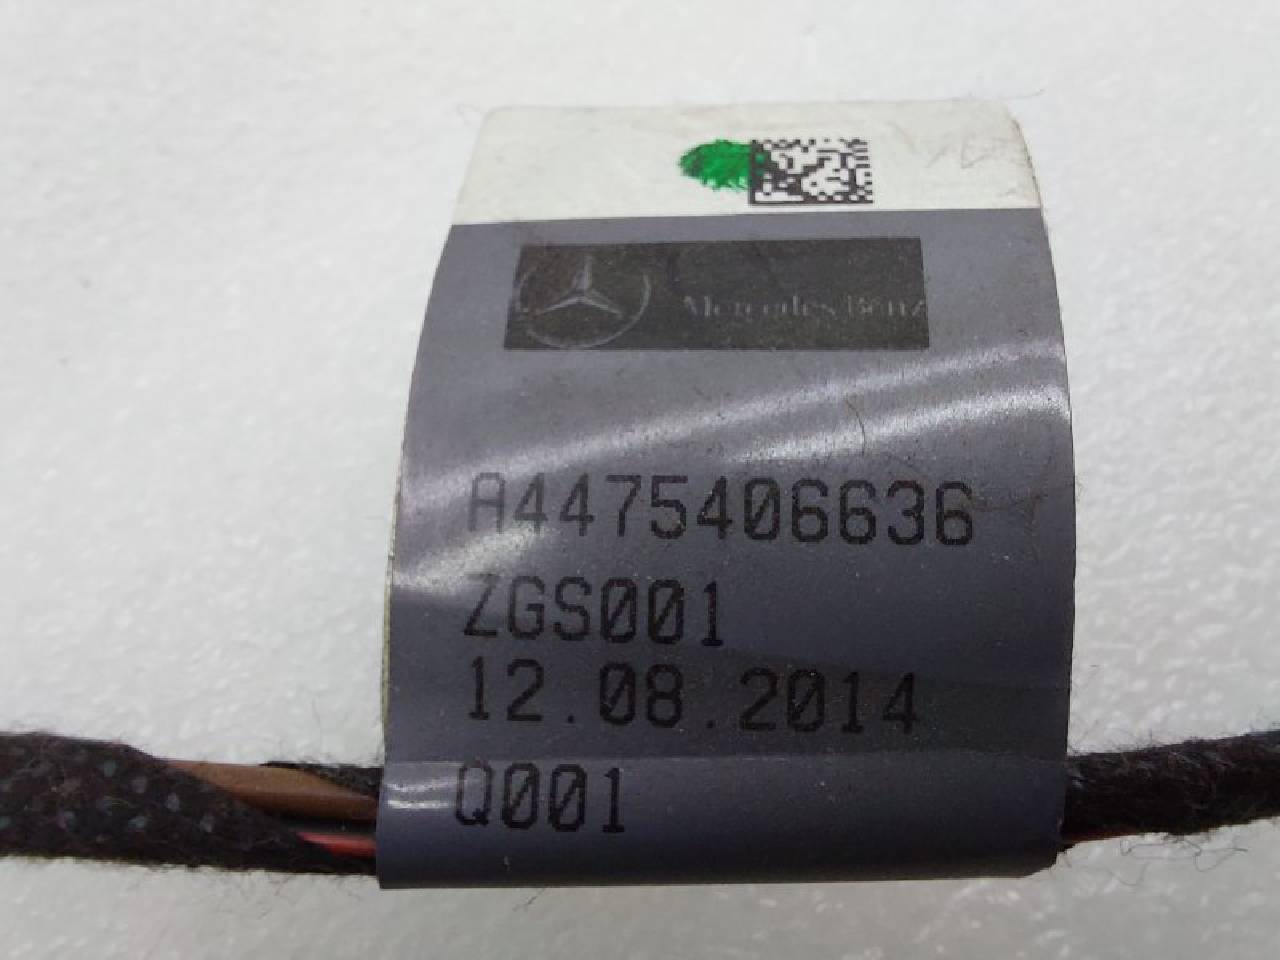 Mercedes-Benz
A4475406636
ZGS001
12.08.2014
Q001